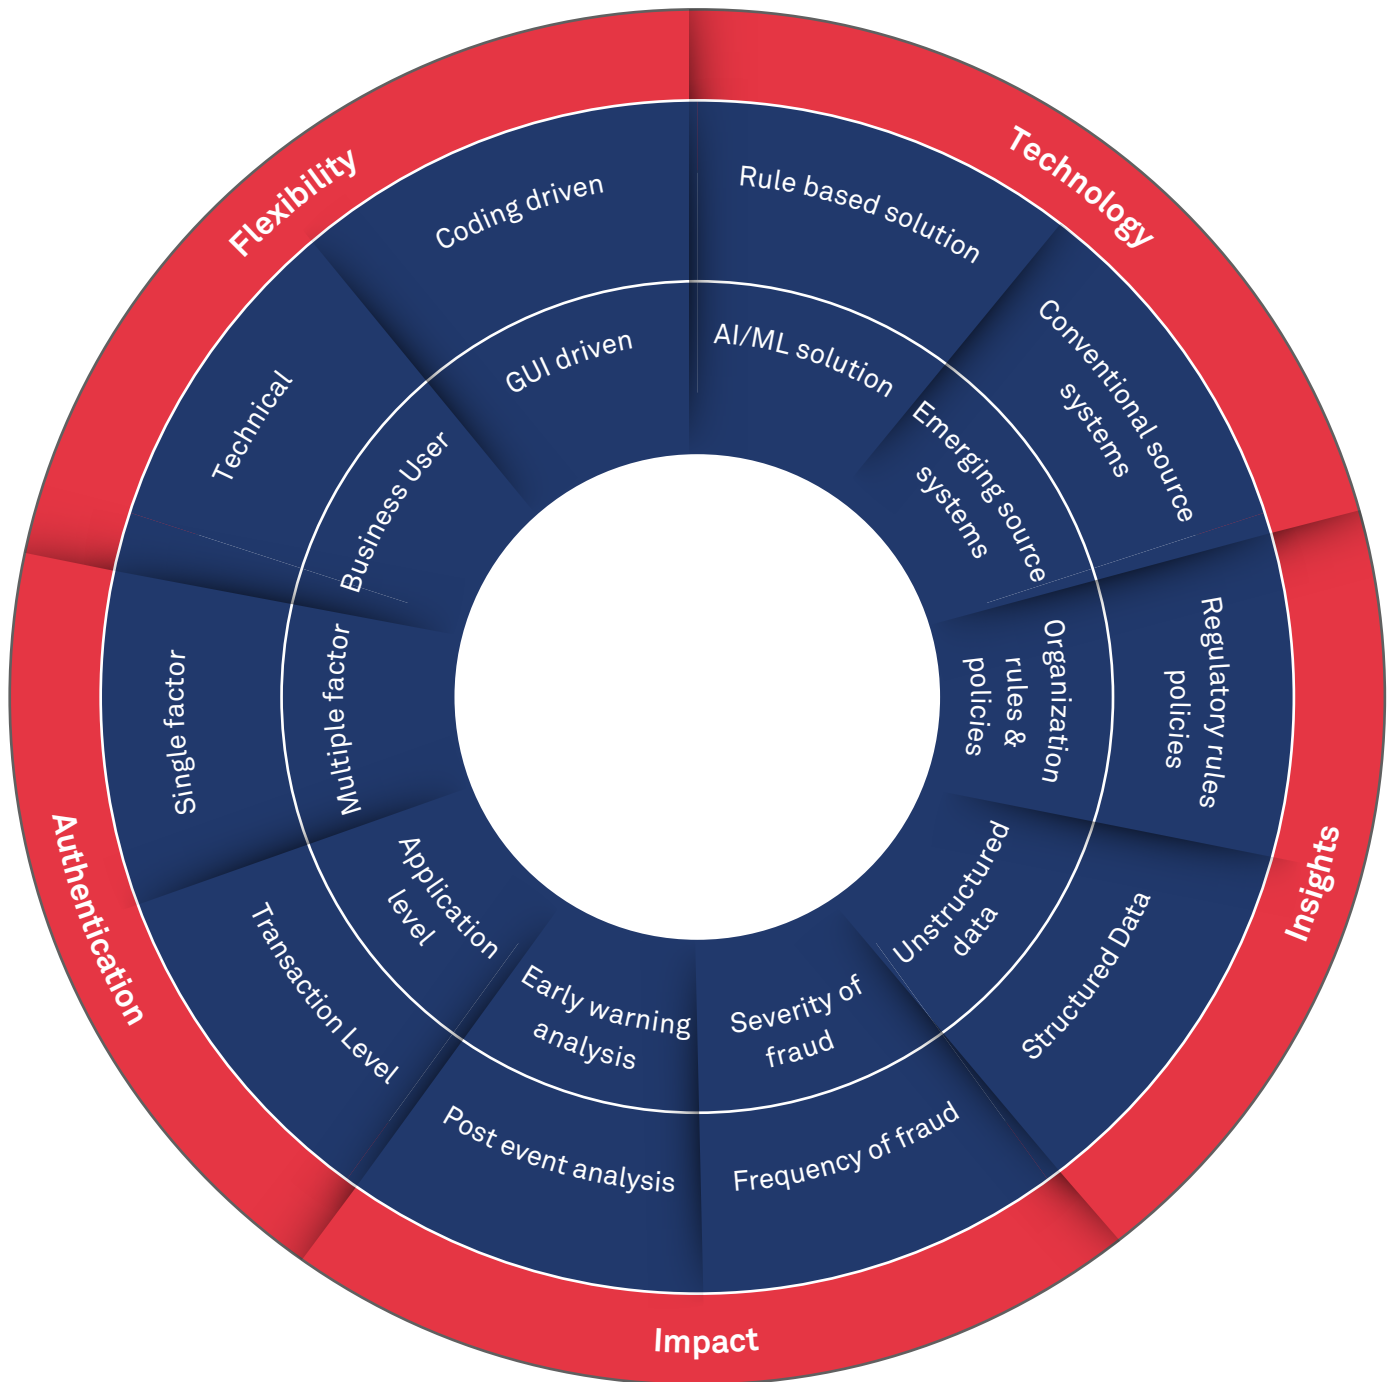 Technology
Rule based solution
AI/ML solution
Conventional source
systems
Emerging source
systems
Insights
Regulatory rules
policies
Organization
rules &
policies
Structured Data
Unstructured
data
Impact
Frequency of fraud
Severity of
fraud
Post event analysis
Early warning
analysis
Authentication
Transaction Level
Application
level
Single factor
Multiple factor
Flexibility
Technical
Business User
Coding driven
GUI driven